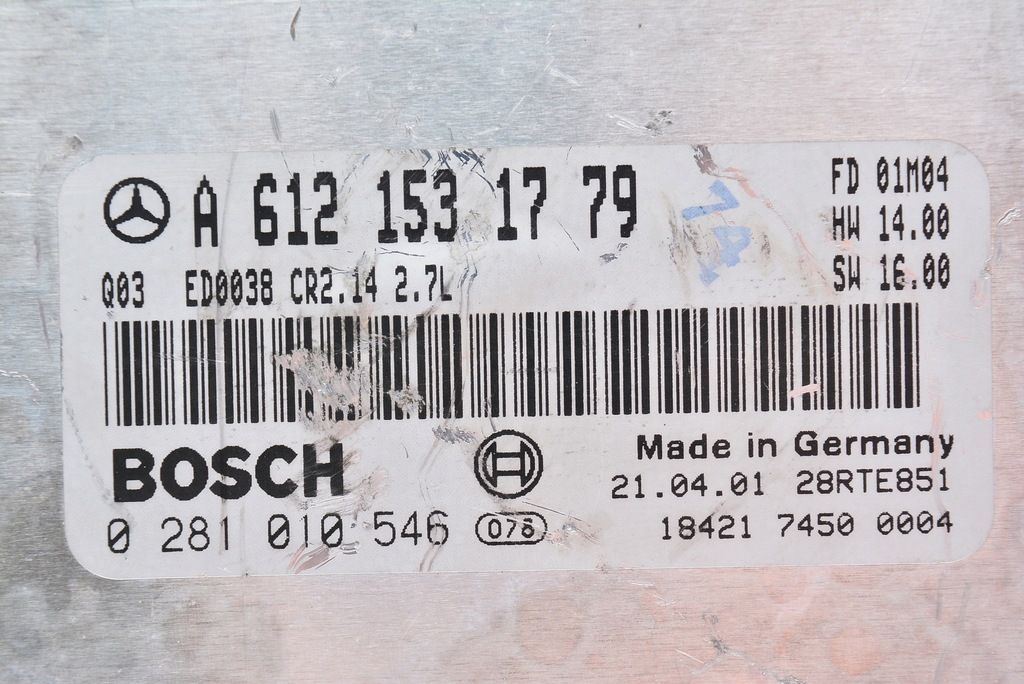 A 612 153 17 79
FD 01M04
HW 14.00
SW 16.00
Q03 ED0038 CR2.14 2.7L
BOSCH
Made in Germany
21.04.01 28RTE851
0 281 010 546 078
18421 7450 0004